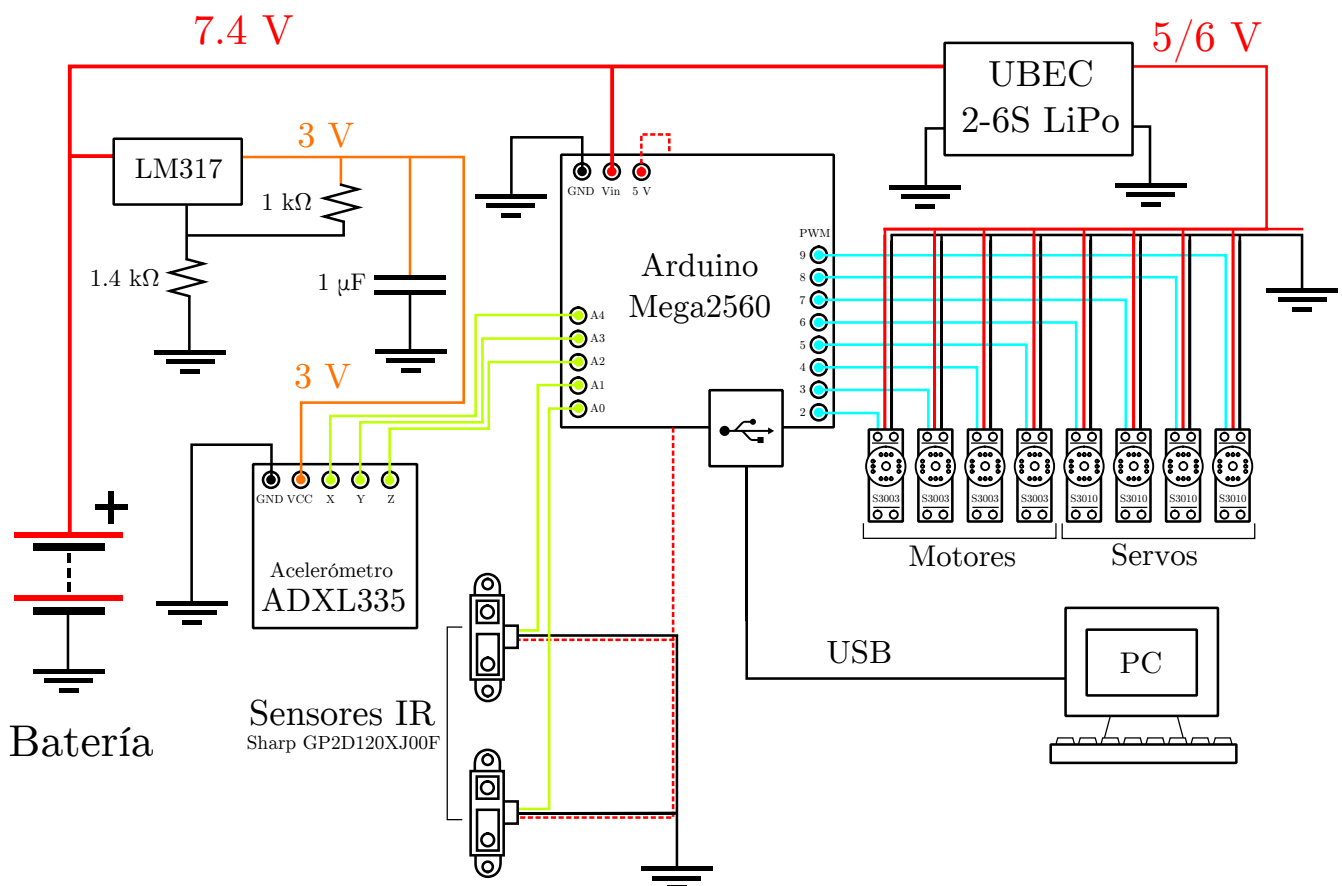 7.4 V
5/6 V
UBEC
2-6S LiPo
3 V
LM317
1 kΩ
1.4 kΩ
1 µF
GND
Vin
5 V
Arduino
Mega2560
PWM
9
8
7
6
5
4
3
2
A4
A3
A2
A1
A0
3 V
GND
VCC
X
Y
Z
Acelerómetro
ADXL335
+
Batería
S3003
S3003
S3003
S3003
S3010
S3010
S3010
S3010
Motores
Servos
USB
PC
Sensores IR
Sharp GP2D120XJ00F